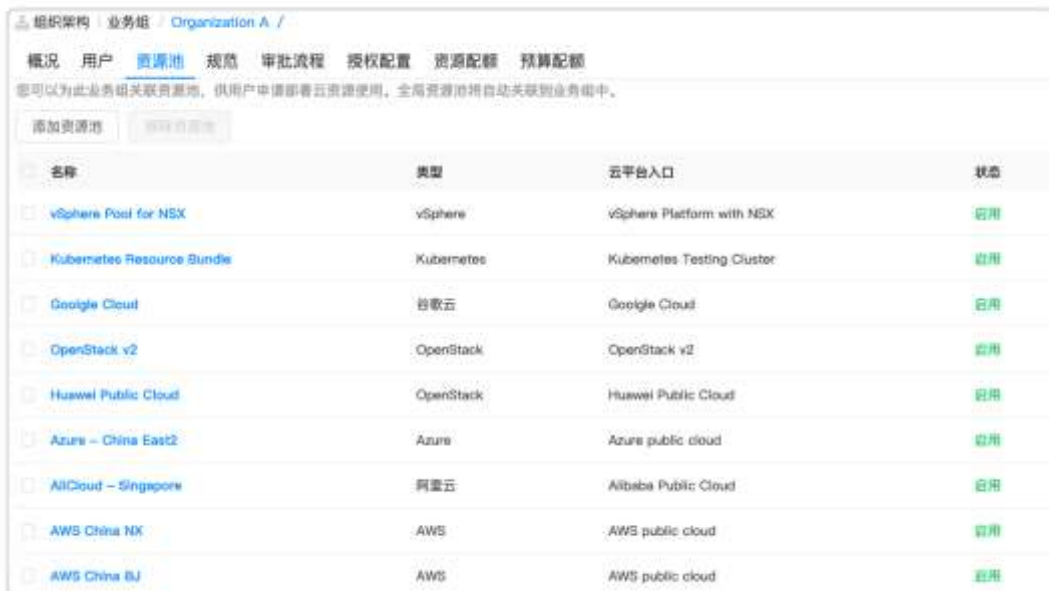 组织架构 业务组 / Organization A /
概况 用户 资源池 规范 审批流程 授权配置 资源配额 预算配额
您可以为此业务组关联资源池，供用户申请部署云资源使用。全局资源池将自动关联到业务组中。
添加资源池 移除资源池
名称 类型 云平台入口 状态
vSphere Pool for NSX vSphere vSphere Platform with NSX 启用
Kubernetes Resource Bundle Kubernetes Kubernetes Testing Cluster 启用
Goolgle Cloud 谷歌云 Goolgle Cloud 启用
OpenStack v2 OpenStack OpenStack v2 启用
Huawei Public Cloud OpenStack Huawei Public Cloud 启用
Azure – China East2 Azure Azure public cloud 启用
AliCloud – Singapore 阿里云 Alibaba Public Cloud 启用
AWS China NX AWS AWS public cloud 启用
AWS China BJ AWS AWS public cloud 启用